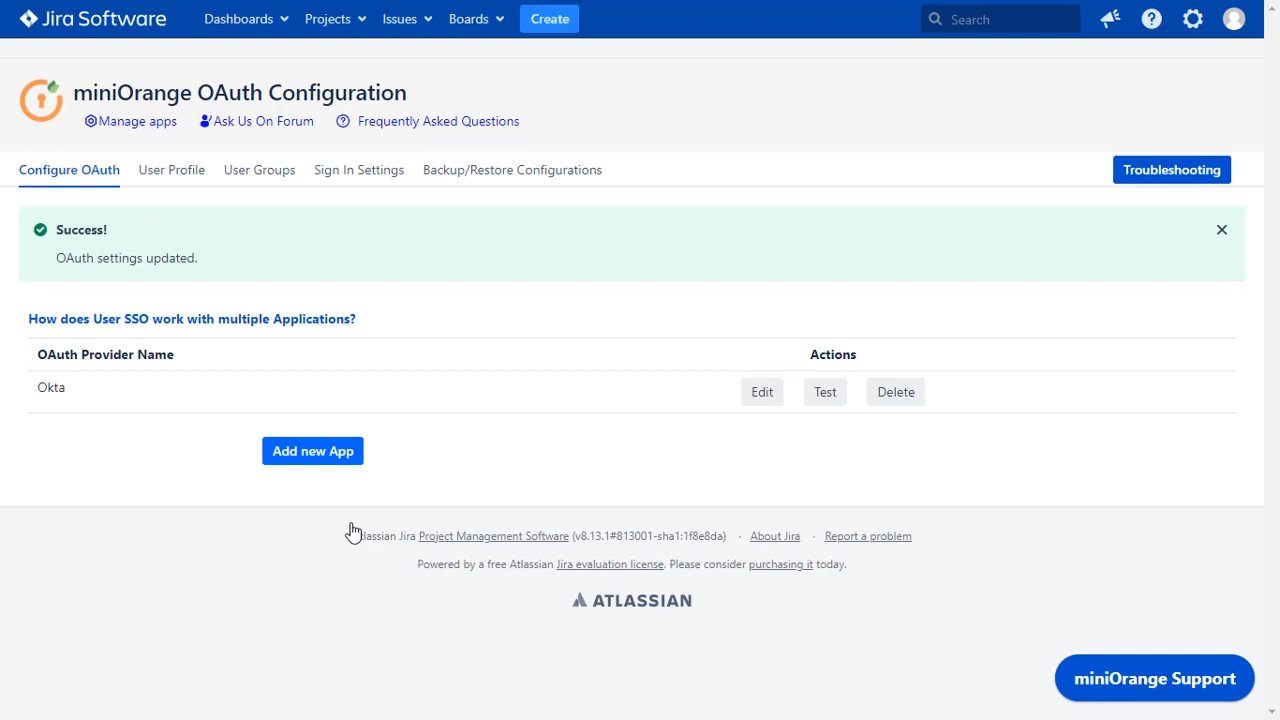 Jira Software Dashboards Projects Issues Boards Create Search
miniOrange OAuth Configuration
Manage apps Ask Us On Forum Frequently Asked Questions
Configure OAuth User Profile User Groups Sign In Settings Backup/Restore Configurations Troubleshooting
Success!
OAuth settings updated.
How does User SSO work with multiple Applications?
OAuth Provider Name Actions
Okta Edit Test Delete
Add new App
tlassian Jira Project Management Software (v8.13.1#813001-sha1:1f8e8da) · About Jira · Report a problem
Powered by a free Atlassian Jira evaluation license. Please consider purchasing it today.
ATLASSIAN
miniOrange Support